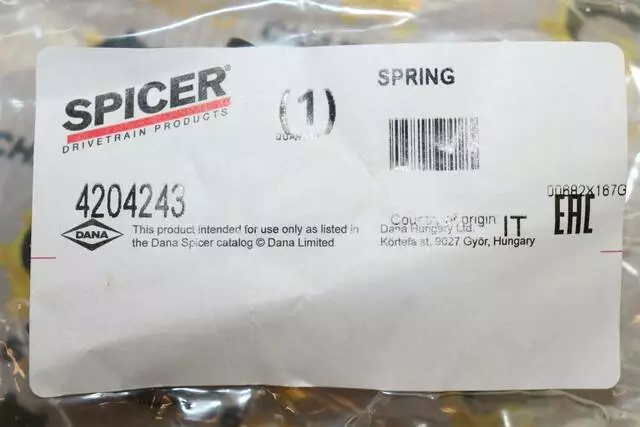 SPICER®
DRIVETRAIN PRODUCTS
(1)
SPRING
4204243
DANA
This product intended for use only as listed in
the Dana Spicer catalog © Dana Limited
Country of origin IT
Dana Hungary Ltd.
Körtefa st. 9027 Győr, Hungary
00682X167G
EAC